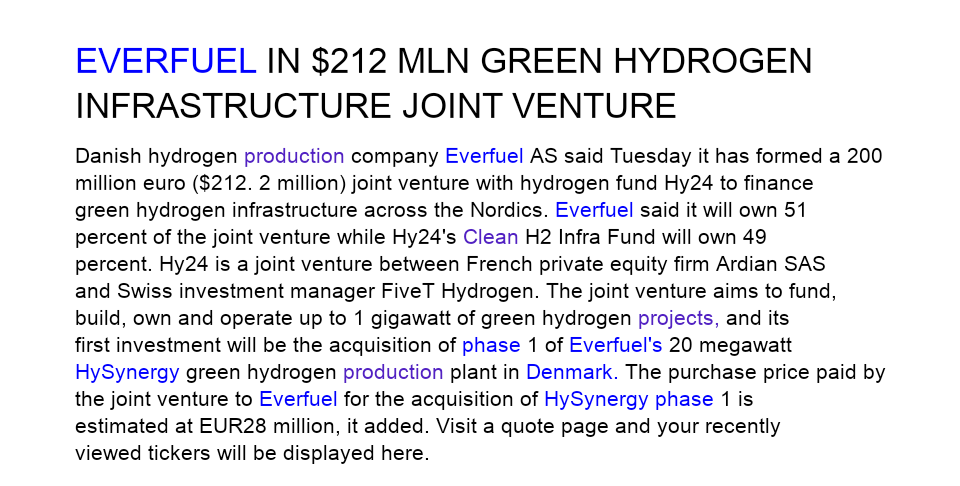 EVERFUEL IN $212 MLN GREEN HYDROGEN
INFRASTRUCTURE JOINT VENTURE
Danish hydrogen production company Everfuel AS said Tuesday it has formed a 200
million euro ($212. 2 million) joint venture with hydrogen fund Hy24 to finance
green hydrogen infrastructure across the Nordics. Everfuel said it will own 51
percent of the joint venture while Hy24's Clean H2 Infra Fund will own 49
percent. Hy24 is a joint venture between French private equity firm Ardian SAS
and Swiss investment manager FiveT Hydrogen. The joint venture aims to fund,
build, own and operate up to 1 gigawatt of green hydrogen projects, and its
first investment will be the acquisition of phase 1 of Everfuel's 20 megawatt
HySynergy green hydrogen production plant in Denmark. The purchase price paid by
the joint venture to Everfuel for the acquisition of HySynergy phase 1 is
estimated at EUR28 million, it added. Visit a quote page and your recently
viewed tickers will be displayed here.